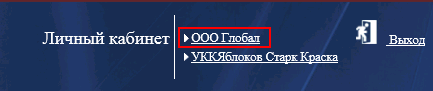 Личный кабинет
ООО Глобал
УККЯблоков Старк Краска
Выход